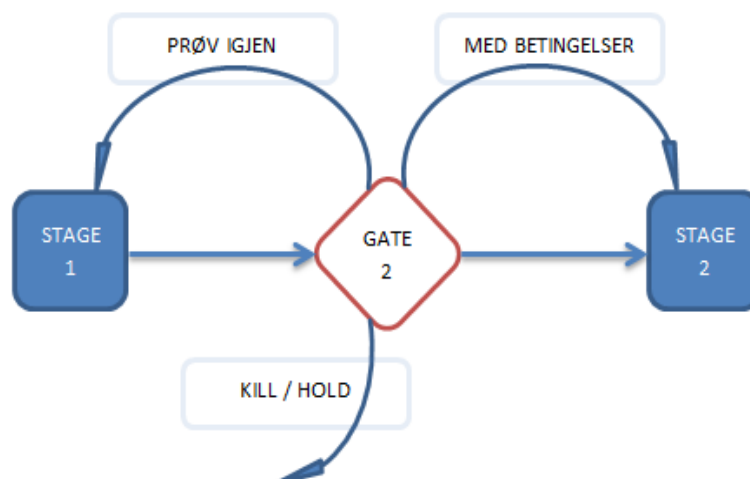 PRØV IGJEN
MED BETINGELSER
STAGE
1
GATE
2
STAGE
2
KILL / HOLD